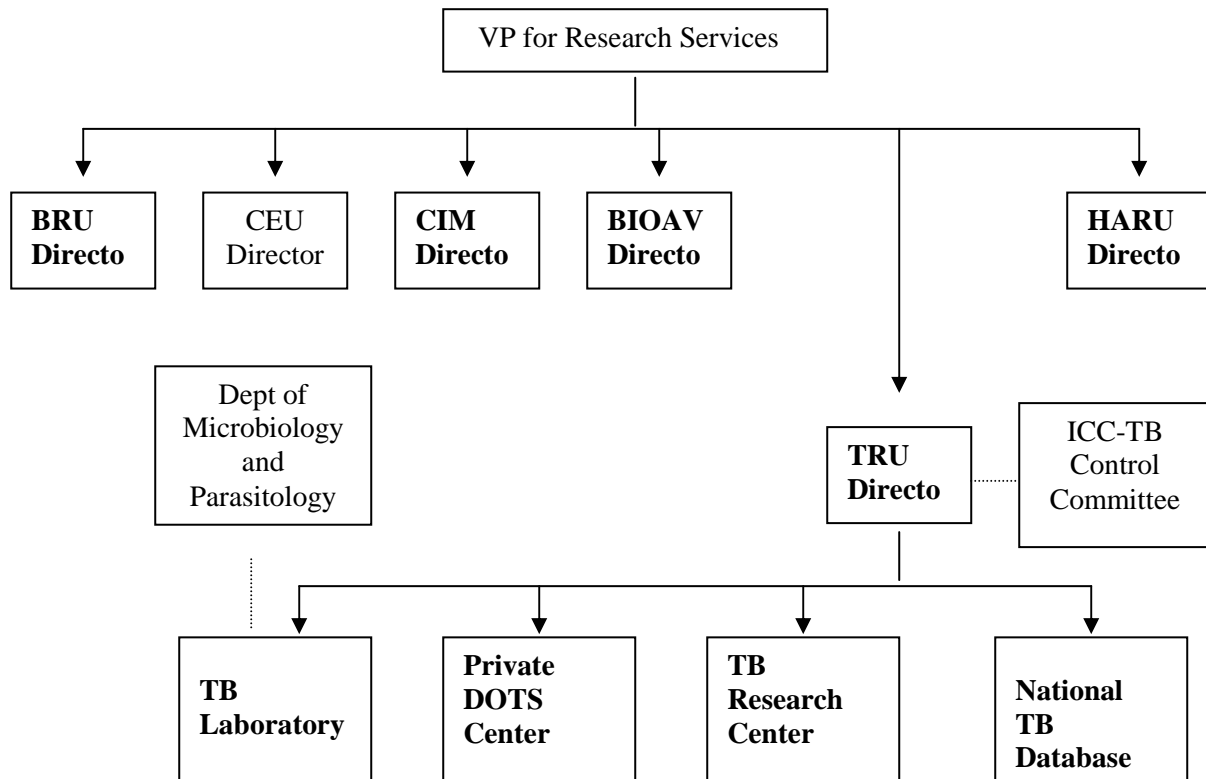 VP for Research Services
BRU
Directo
CEU
Director
CIM
Directo
BIOAV
Directo
HARU
Directo
Dept of
Microbiology
and
Parasitology
TRU
Directo
ICC-TB
Control
Committee
TB
Laboratory
Private
DOTS
Center
TB
Research
Center
National
TB
Database